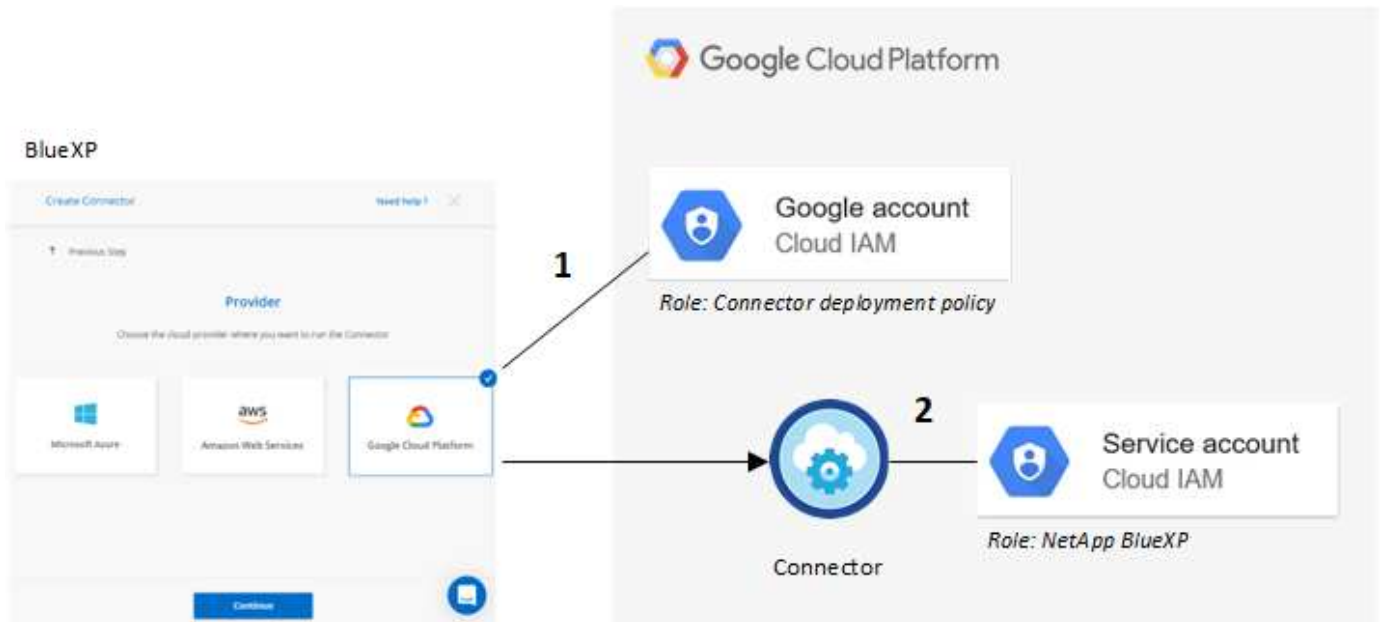 Google Cloud Platform
BlueXP
Create Connector
Need help ?
Previous Step
Provider
Choose the cloud provider where you want to run the Connector
Microsoft Azure
aws
Amazon Web Services
Google Cloud Platform
Continue
1
Google account
Cloud IAM
Role: Connector deployment policy
2
Connector
Service account
Cloud IAM
Role: NetApp BlueXP